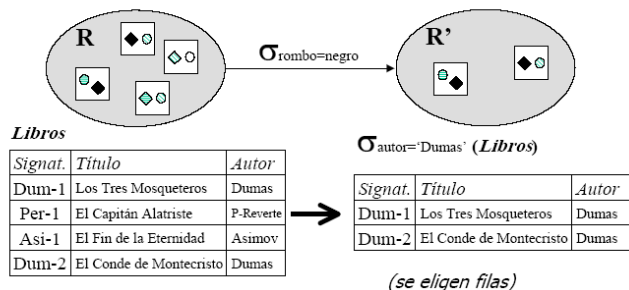 R
σrombo=negro
R’
Libros
σautor=‘Dumas’ (Libros)
Signat. Título Autor
Dum-1 Los Tres Mosqueteros Dumas
Per-1 El Capitán Alatriste P-Reverte
Asi-1 El Fin de la Eternidad Asimov
Dum-2 El Conde de Montecristo Dumas
Signat. Título Autor
Dum-1 Los Tres Mosqueteros Dumas
Dum-2 El Conde de Montecristo Dumas
(se eligen filas)